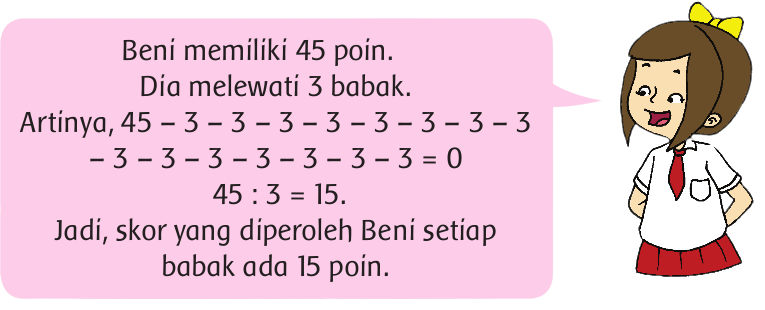 Beni memiliki 45 poin.
Dia melewati 3 babak.
Artinya, 45 – 3 – 3 – 3 – 3 – 3 – 3 – 3 – 3
– 3 – 3 – 3 – 3 – 3 – 3 – 3 = 0
45 : 3 = 15.
Jadi, skor yang diperoleh Beni setiap
babak ada 15 poin.